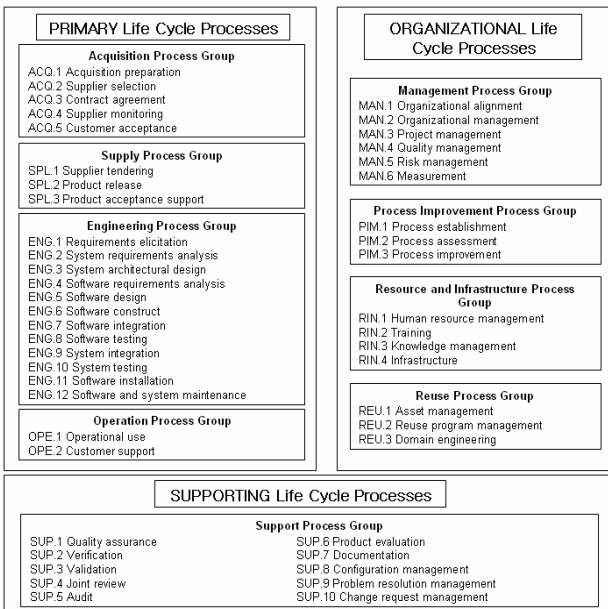 PRIMARY Life Cycle Processes
Acquisition Process Group
ACQ.1 Acquisition preparation
ACQ.2 Supplier selection
ACQ.3 Contract agreement
ACQ.4 Supplier monitoring
ACQ.5 Customer acceptance
Supply Process Group
SPL.1 Supplier tendering
SPL.2 Product release
SPL.3 Product acceptance support
Engineering Process Group
ENG.1 Requirements elicitation
ENG.2 System requirements analysis
ENG.3 System architectural design
ENG.4 Software requirements analysis
ENG.5 Software design
ENG.6 Software construct
ENG.7 Software integration
ENG.8 Software testing
ENG.9 System integration
ENG.10 System testing
ENG.11 Software installation
ENG.12 Software and system maintenance
Operation Process Group
OPE.1 Operational use
OPE.2 Customer support
ORGANIZATIONAL Life
Cycle Processes
Management Process Group
MAN.1 Organizational alignment
MAN.2 Organizational management
MAN.3 Project management
MAN.4 Quality management
MAN.5 Risk management
MAN.6 Measurement
Process Improvement Process Group
PIM.1 Process establishment
PIM.2 Process assessment
PIM.3 Process improvement
Resource and Infrastructure Process
Group
RIN.1 Human resource management
RIN.2 Training
RIN.3 Knowledge management
RIN.4 Infrastructure
Reuse Process Group
REU.1 Asset management
REU.2 Reuse program management
REU.3 Domain engineering
SUPPORTING Life Cycle Processes
Support Process Group
SUP.1 Quality assurance
SUP.2 Verification
SUP.3 Validation
SUP.4 Joint review
SUP.5 Audit
SUP.6 Product evaluation
SUP.7 Documentation
SUP.8 Configuration management
SUP.9 Problem resolution management
SUP.10 Change request management